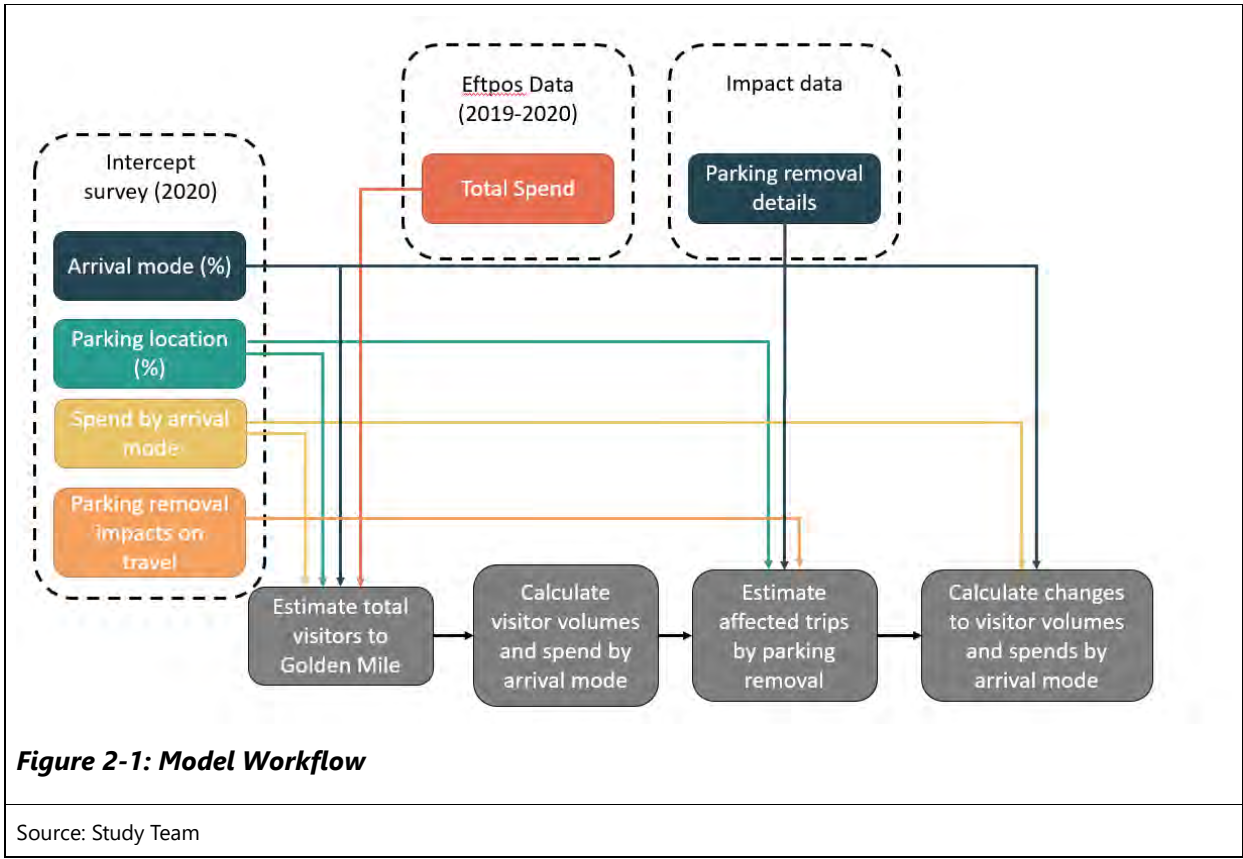 Eftpos Data
(2019-2020)
Total Spend
Impact data
Parking removal
details
Intercept
survey (2020)
Arrival mode (%)
Parking location
(%)
Spend by arrival
mode
Parking removal
impacts on
travel
Estimate total
visitors to
Golden Mile
Calculate
visitor volumes
and spend by
arrival mode
Estimate
affected trips
by parking
removal
Calculate changes
to visitor volumes
and spends by
arrival mode
Figure 2-1: Model Workflow
Source: Study Team